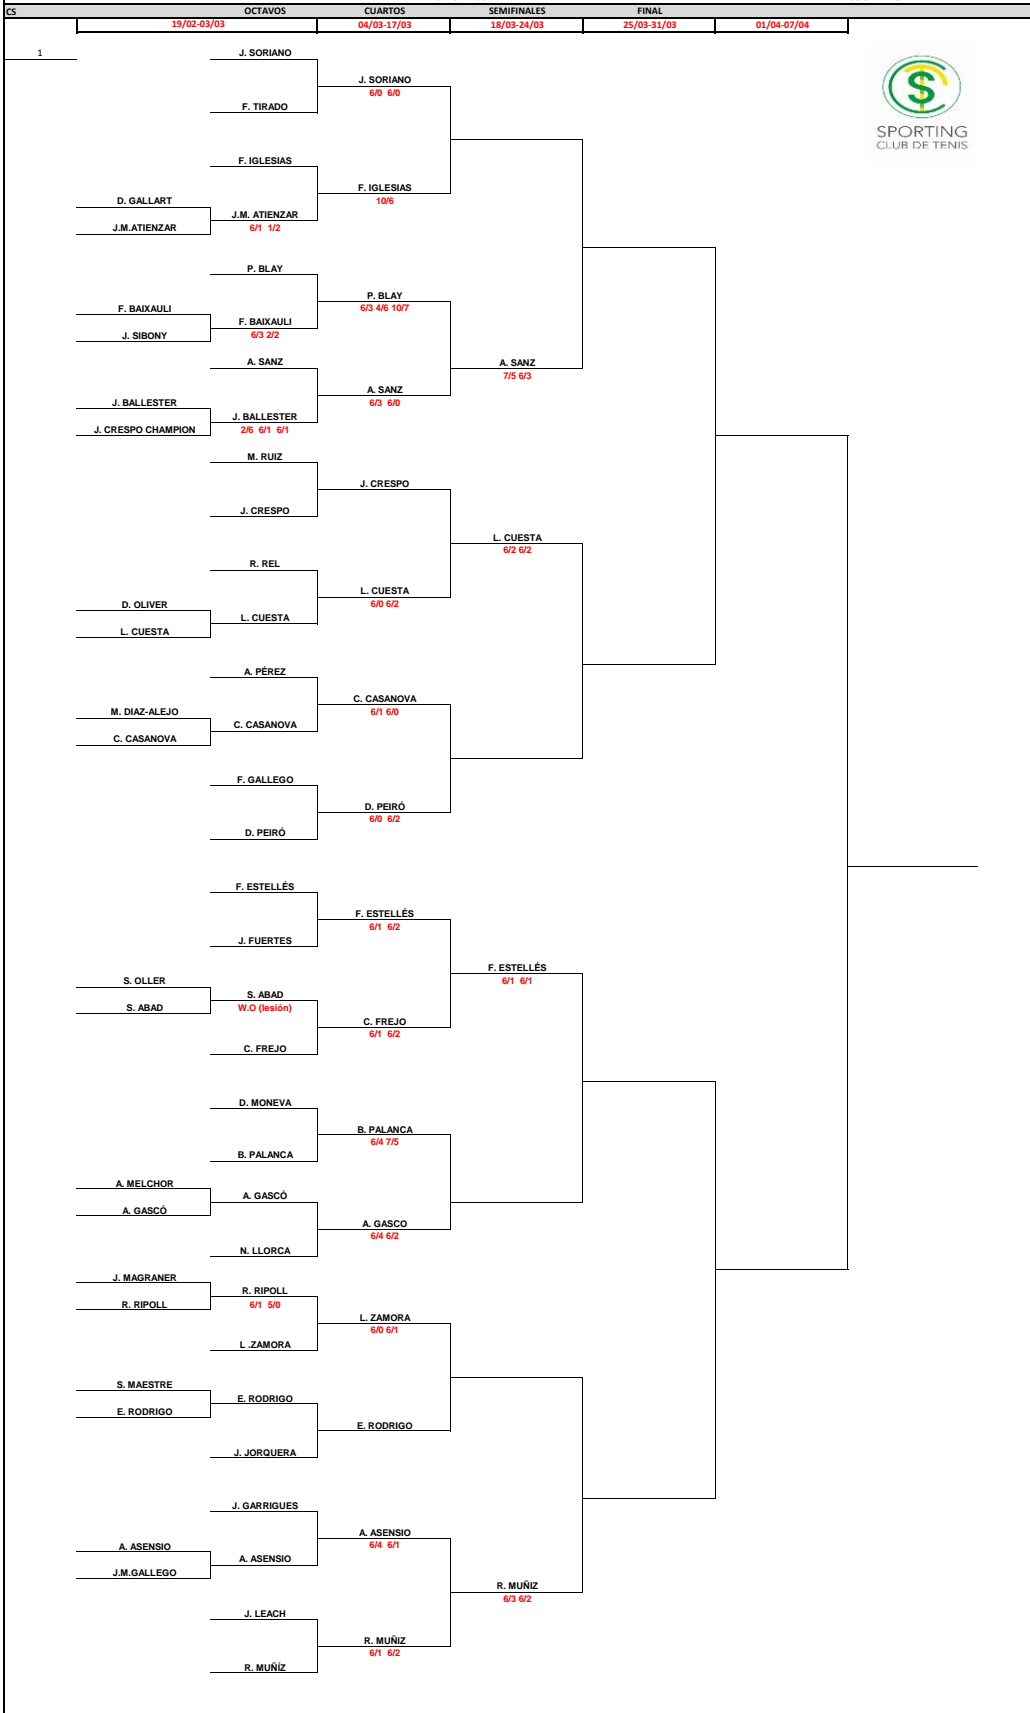 CS OCTAVOS CUARTOS SEMIFINALES FINAL
19/02-03/03 04/03-17/03 18/03-24/03 25/03-31/03 01/04-07/04
1 J. SORIANO
J. SORIANO
6/0 6/0
F. TIRADO
SPORTING
CLUB DE TENIS
F. IGLESIAS
F. IGLESIAS
10/6
D. GALLART
J.M. ATIENZAR
J.M.ATIENZAR 6/1 1/2
P. BLAY
P. BLAY
6/3 4/6 10/7
F. BAIXAULI
F. BAIXAULI
J. SIBONY 6/3 2/2
A. SANZ
A. SANZ
7/5 6/3
A. SANZ
6/3 6/0
J. BALLESTER
J. BALLESTER
J. CRESPO CHAMPION 2/6 6/1 6/1
M. RUIZ
J. CRESPO
J. CRESPO
L. CUESTA
6/2 6/2
R. REL
L. CUESTA
6/0 6/2
D. OLIVER
L. CUESTA
L. CUESTA
A. PÉREZ
C. CASANOVA
6/1 6/0
M. DIAZ-ALEJO
C. CASANOVA
C. CASANOVA
F. GALLEGO
D. PEIRÓ
6/0 6/2
D. PEIRÓ
F. ESTELLÉS
F. ESTELLÉS
6/1 6/2
J. FUERTES
F. ESTELLÉS
6/1 6/1
S. OLLER
S. ABAD
S. ABAD W.O (lesión)
C. FREJO
6/1 6/2
C. FREJO
D. MONEVA
B. PALANCA
6/4 7/5
B. PALANCA
A. MELCHOR
A. GASCÓ
A. GASCÓ
A. GASCO
6/4 6/2
N. LLORCA
J. MAGRANER
R. RIPOLL
R. RIPOLL 6/1 5/0
L. ZAMORA
6/0 6/1
L .ZAMORA
S. MAESTRE
E. RODRIGO
E. RODRIGO
E. RODRIGO
J. JORQUERA
J. GARRIGUES
A. ASENSIO
6/4 6/1
A. ASENSIO
A. ASENSIO
J.M.GALLEGO
R. MUÑIZ
6/3 6/2
J. LEACH
R. MUÑIZ
6/1 6/2
R. MUÑÍZ